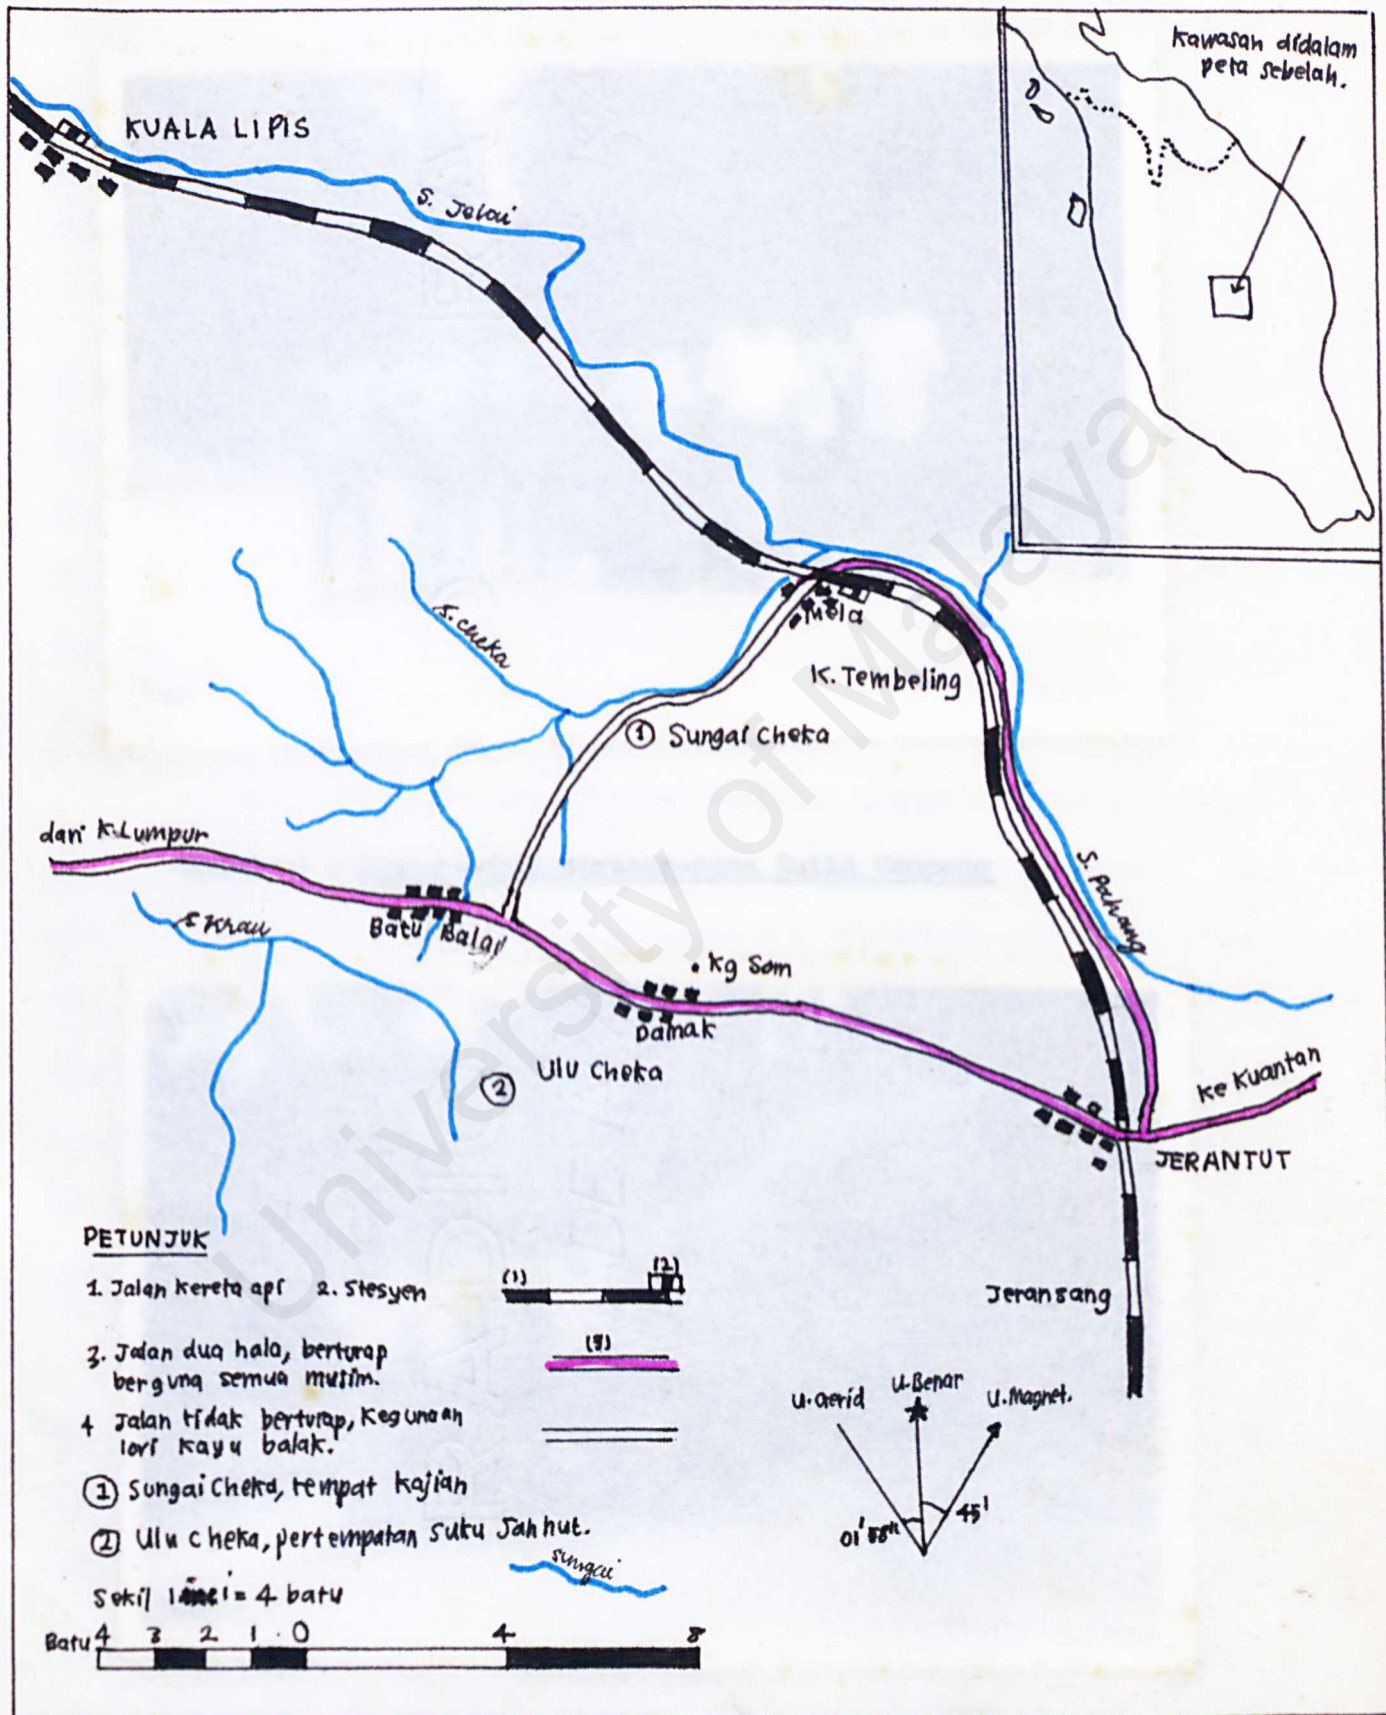 Kawasan didalam
peta sebelah.
KUALA LIPIS
S. Jelai
S. Cheka
Mela
K. Tembeling
① Sungai Cheka
dari K. Lumpur
S. Krau
Batu Balai
S. Pahang
• Kg Som
Damak
② Ulu Cheka
ke Kuantan
JERANTUT
Jeransang
PETUNJUK
1. Jalan Kereta api 2. Stesyen (1) (2)
3. Jalan dua hala, berturap
berguna semua musim.
4 Jalan tidak berturap, Kegunaan
lori kayu balak.
① Sungai Cheka, tempat kajian
② Ulu Cheka, pertempatan suku Jah hut.
sungai
Sekil 1 inci = 4 batu
Batu 4 3 2 1 0 4 8
U. Benar
U. Magnet.
45'
University of Malaya